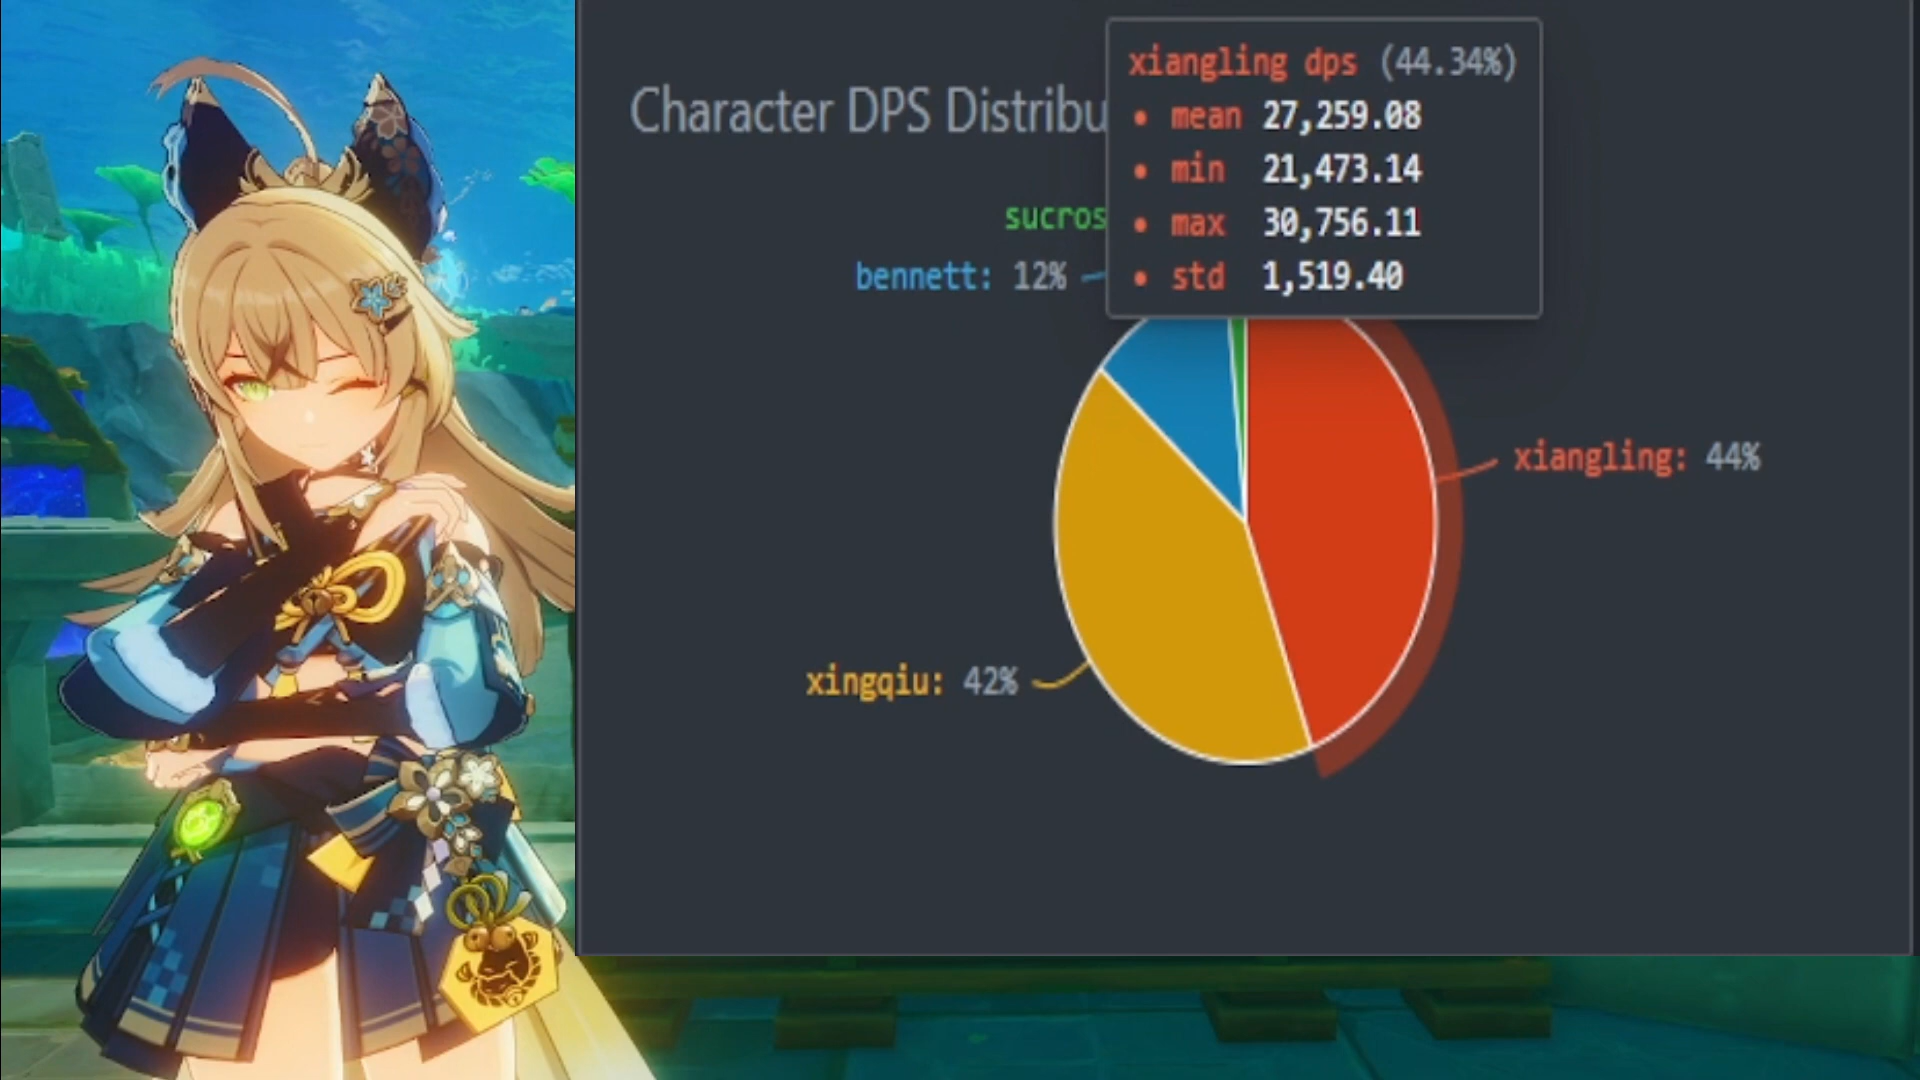 xiangling dps (44.34%)
Character DPS Distribu
• mean 27,259.08
• min 21,473.14
• max 30,756.11
• std 1,519.40
sucros
bennett: 12%
xiangling: 44%
xingqiu: 42%